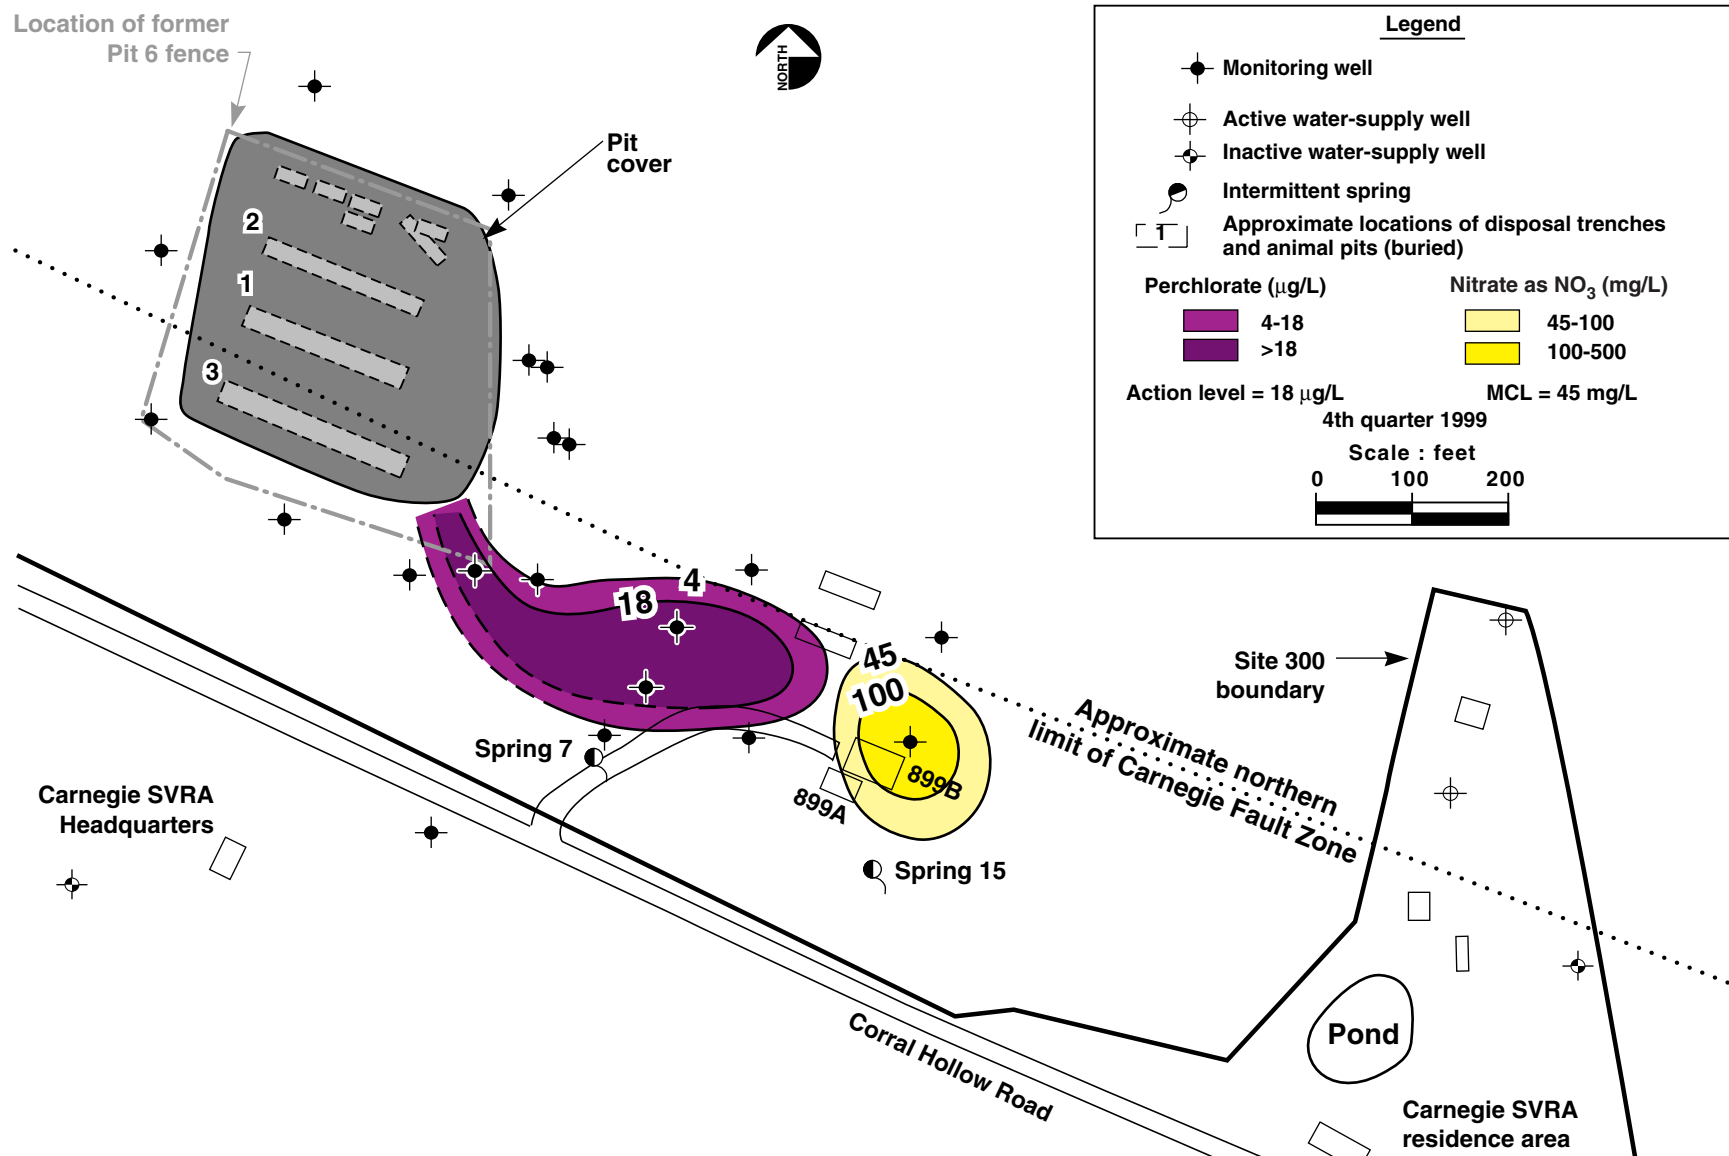 Location of former
Pit 6 fence
NORTH
Pit
cover
2
1
3
4
18
45
100
Spring 7
899A
899B
Spring 15
Carnegie SVRA
Headquarters
Corral Hollow Road
Approximate northern
limit of Carnegie Fault Zone
Site 300
boundary
Pond
Carnegie SVRA
residence area
Legend
Monitoring well
Active water-supply well
Inactive water-supply well
Intermittent spring
1
Approximate locations of disposal trenches
and animal pits (buried)
Perchlorate (µg/L)
4-18
>18
Action level = 18 µg/L
Nitrate as NO3 (mg/L)
45-100
100-500
MCL = 45 mg/L
4th quarter 1999
Scale : feet
0 100 200